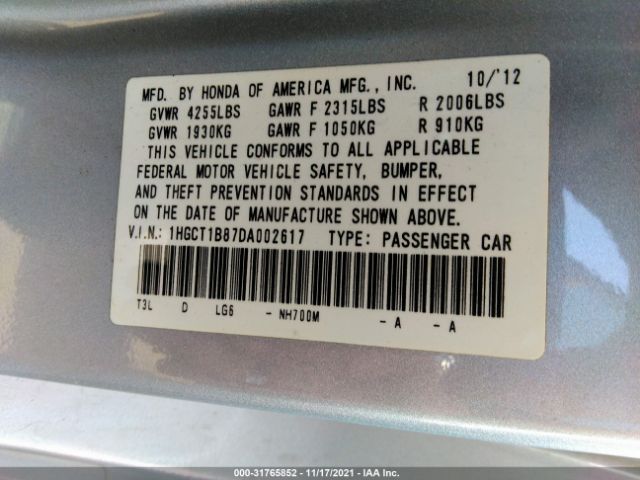 MFD. BY HONDA OF AMERICA MFG., INC. 10/'12
GVWR 4255LBS GAWR F 2315LBS R 2006LBS
GVWR 1930KG GAWR F 1050KG R 910KG
THIS VEHICLE CONFORMS TO ALL APPLICABLE
FEDERAL MOTOR VEHICLE SAFETY, BUMPER,
AND THEFT PREVENTION STANDARDS IN EFFECT
ON THE DATE OF MANUFACTURE SHOWN ABOVE.
V.I.N.: 1HGCT1B87DA002617 TYPE: PASSENGER CAR
T3L D LG6 - NH700M - A - A
000-31765852 - 11/17/2021 - IAA Inc.